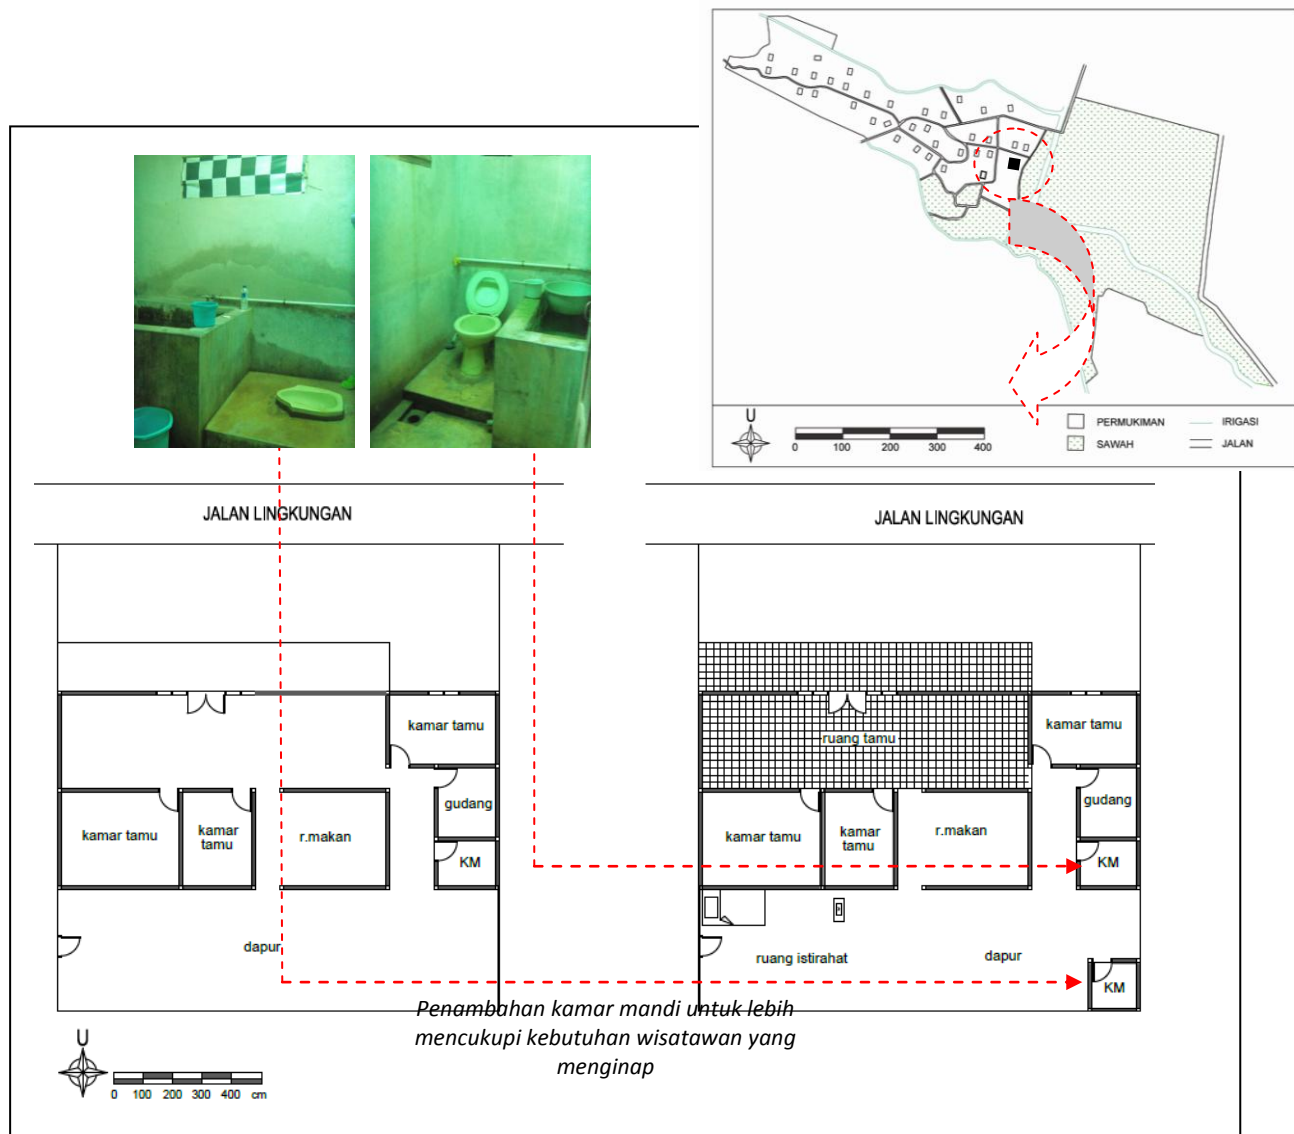 U
0 100 200 300 400
PERMUKIMAN
IRIGASI
SAWAH
JALAN
JALAN LINGKUNGAN
kamar tamu
gudang
kamar tamu
kamar
tamu
r.makan
KM
dapur
JALAN LINGKUNGAN
ruang tamu
kamar tamu
gudang
kamar tamu
kamar
tamu
r.makan
KM
ruang istirahat
dapur
KM
Penambahan kamar mandi untuk lebih
mencukupi kebutuhan wisatawan yang
menginap
U
0 100 200 300 400 cm